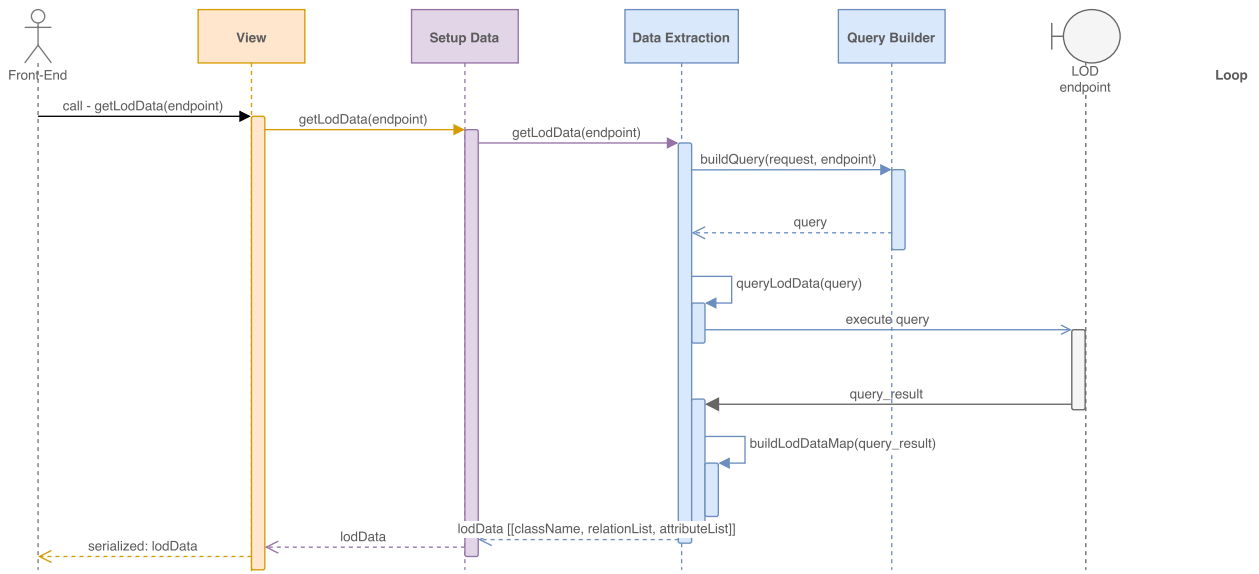 View
Setup Data
Data Extraction
Query Builder
Front-End
LOD
endpoint
Loop
call - getLodData(endpoint)
getLodData(endpoint)
getLodData(endpoint)
buildQuery(request, endpoint)
query
queryLodData(query)
execute query
query_result
buildLodDataMap(query_result)
lodData [[className, relationList, attributeList]]
lodData
serialized: lodData